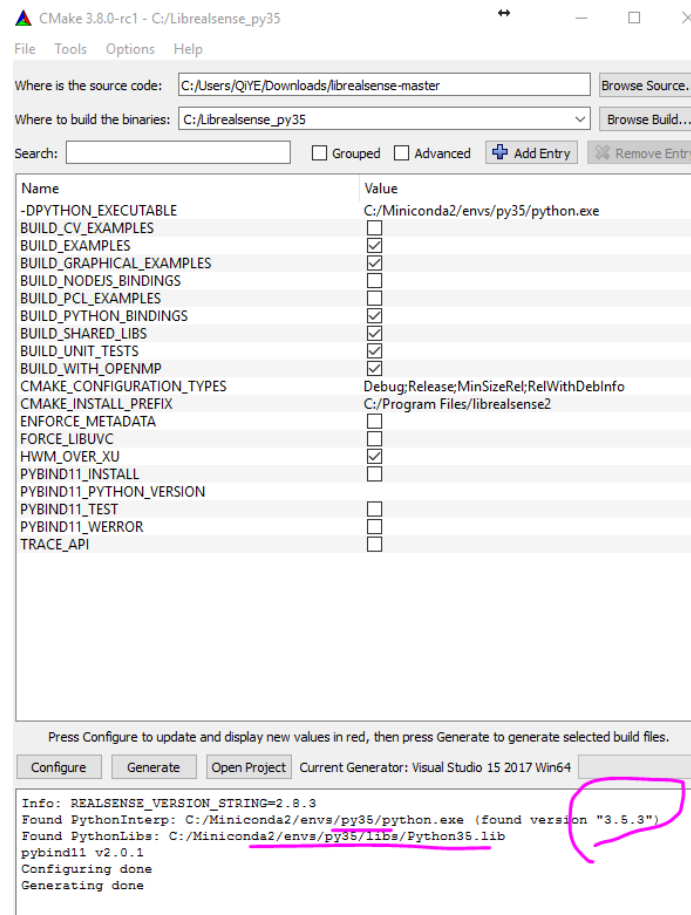 CMake 3.8.0-rc1 - C:/Librealsense_py35
File Tools Options Help
Where is the source code: C:/Users/QiYE/Downloads/librealsense-master Browse Source.
Where to build the binaries: C:/Librealsense_py35 Browse Build...
Search: Grouped Advanced Add Entry Remove Entr
Name Value
-DPYTHON_EXECUTABLE C:/Miniconda2/envs/py35/python.exe
BUILD_CV_EXAMPLES
BUILD_EXAMPLES
BUILD_GRAPHICAL_EXAMPLES
BUILD_NODEJS_BINDINGS
BUILD_PCL_EXAMPLES
BUILD_PYTHON_BINDINGS
BUILD_SHARED_LIBS
BUILD_UNIT_TESTS
BUILD_WITH_OPENMP
CMAKE_CONFIGURATION_TYPES Debug;Release;MinSizeRel;RelWithDebInfo
CMAKE_INSTALL_PREFIX C:/Program Files/librealsense2
ENFORCE_METADATA
FORCE_LIBUVC
HWM_OVER_XU
PYBIND11_INSTALL
PYBIND11_PYTHON_VERSION
PYBIND11_TEST
PYBIND11_WERROR
TRACE_API
Press Configure to update and display new values in red, then press Generate to generate selected build files.
Configure Generate Open Project Current Generator: Visual Studio 15 2017 Win64
Info: REALSENSE_VERSION_STRING=2.8.3
Found PythonInterp: C:/Miniconda2/envs/py35/python.exe (found version "3.5.3")
Found PythonLibs: C:/Miniconda2/envs/py35/libs/Python35.lib
pybind11 v2.0.1
Configuring done
Generating done